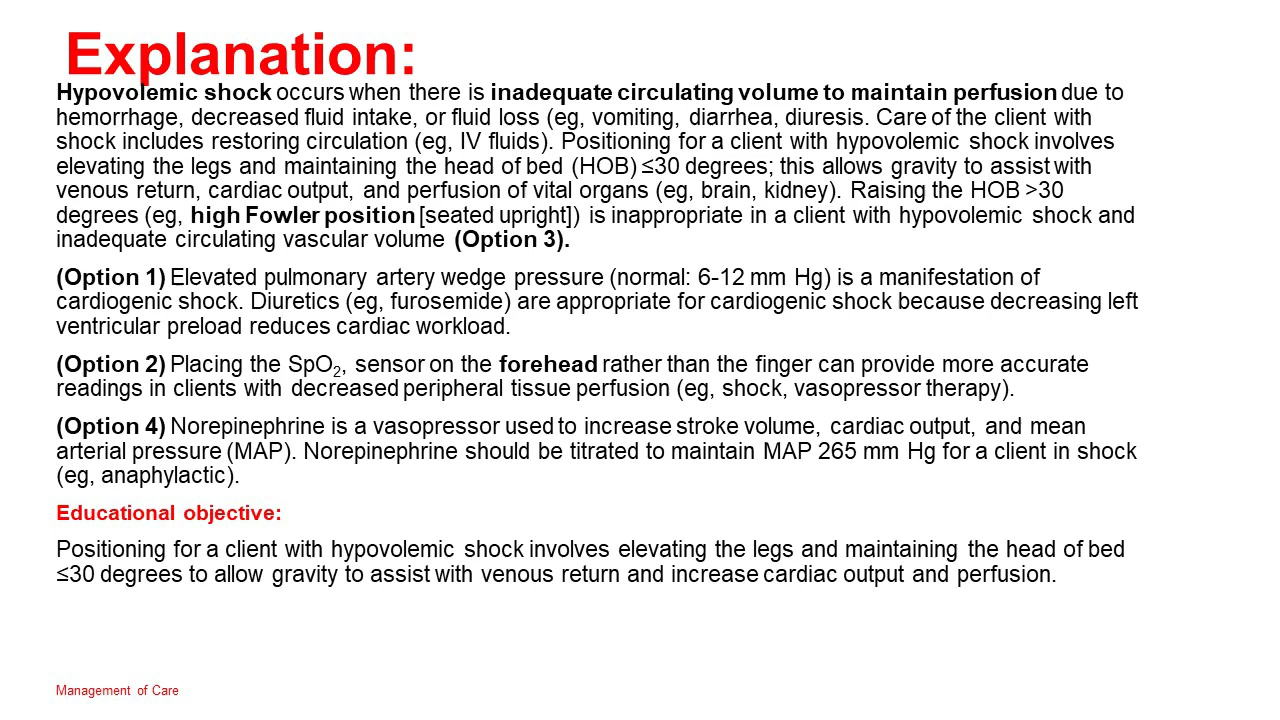 Explanation:
Hypovolemic shock occurs when there is inadequate circulating volume to maintain perfusion due to
hemorrhage, decreased fluid intake, or fluid loss (eg, vomiting, diarrhea, diuresis. Care of the client with
shock includes restoring circulation (eg, IV fluids). Positioning for a client with hypovolemic shock involves
elevating the legs and maintaining the head of bed (HOB) ≤30 degrees; this allows gravity to assist with
venous return, cardiac output, and perfusion of vital organs (eg, brain, kidney). Raising the HOB >30
degrees (eg, high Fowler position [seated upright]) is inappropriate in a client with hypovolemic shock and
inadequate circulating vascular volume (Option 3).
(Option 1) Elevated pulmonary artery wedge pressure (normal: 6-12 mm Hg) is a manifestation of
cardiogenic shock. Diuretics (eg, furosemide) are appropriate for cardiogenic shock because decreasing left
ventricular preload reduces cardiac workload.
(Option 2) Placing the SpO₂, sensor on the forehead rather than the finger can provide more accurate
readings in clients with decreased peripheral tissue perfusion (eg, shock, vasopressor therapy).
(Option 4) Norepinephrine is a vasopressor used to increase stroke volume, cardiac output, and mean
arterial pressure (MAP). Norepinephrine should be titrated to maintain MAP 265 mm Hg for a client in shock
(eg, anaphylactic).
Educational objective:
Positioning for a client with hypovolemic shock involves elevating the legs and maintaining the head of bed
≤30 degrees to allow gravity to assist with venous return and increase cardiac output and perfusion.
Management of Care